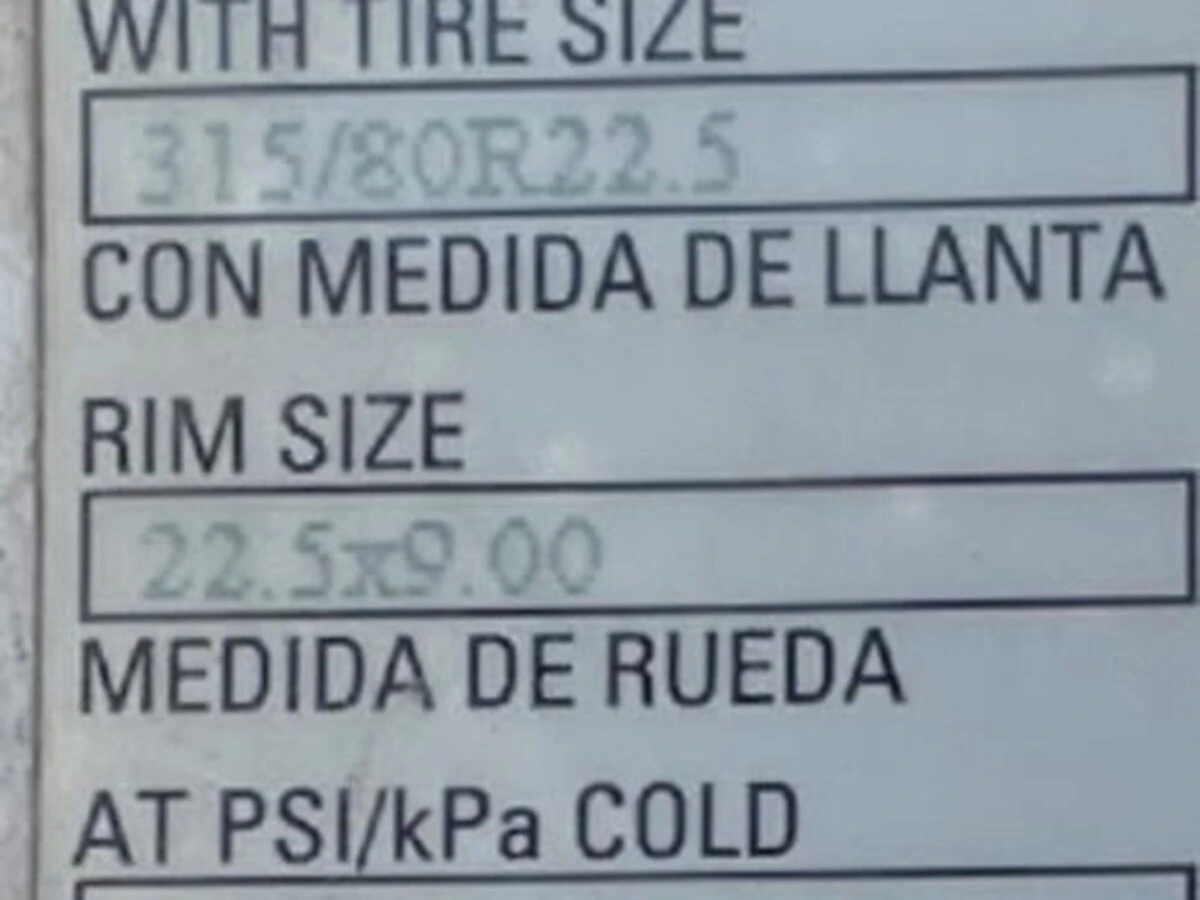 WITH TIRE SIZE
315/80R22.5
CON MEDIDA DE LLANTA
RIM SIZE
22.5x9.00
MEDIDA DE RUEDA
AT PSI/kPa COLD